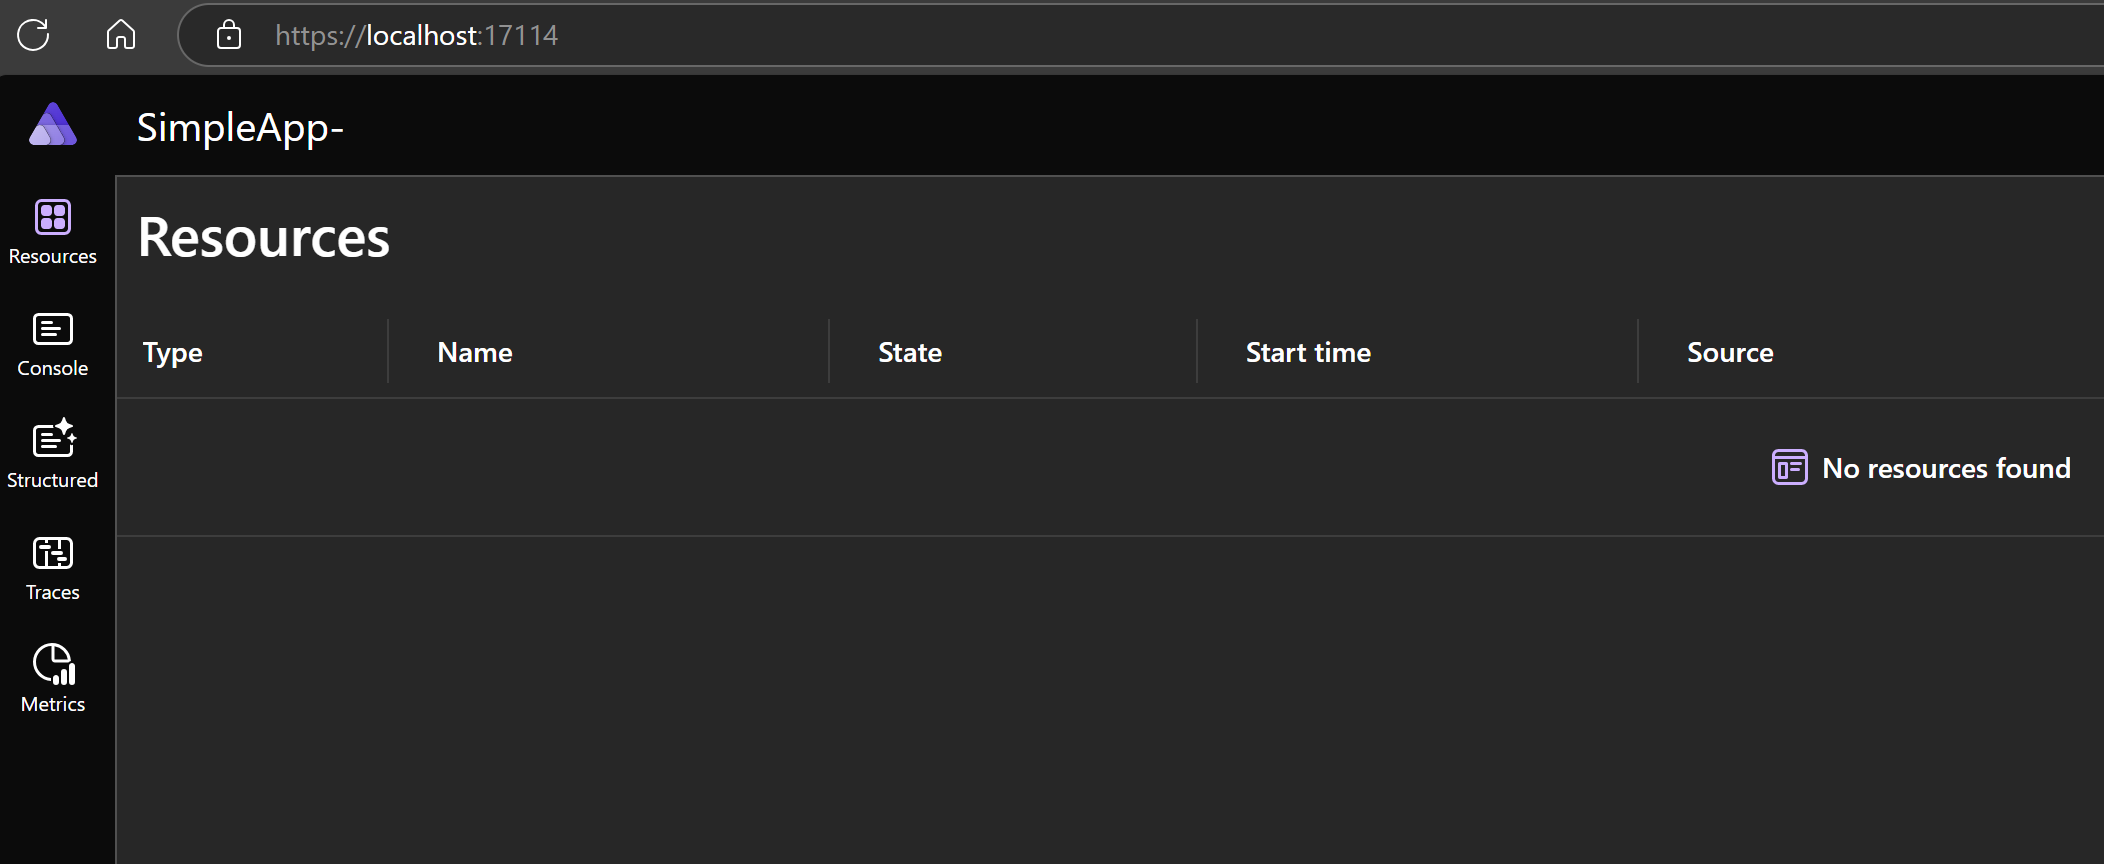 https://localhost:17114
SimpleApp-
Resources
Resources
Type Name State Start time Source
Console
No resources found
Structured
Traces
Metrics